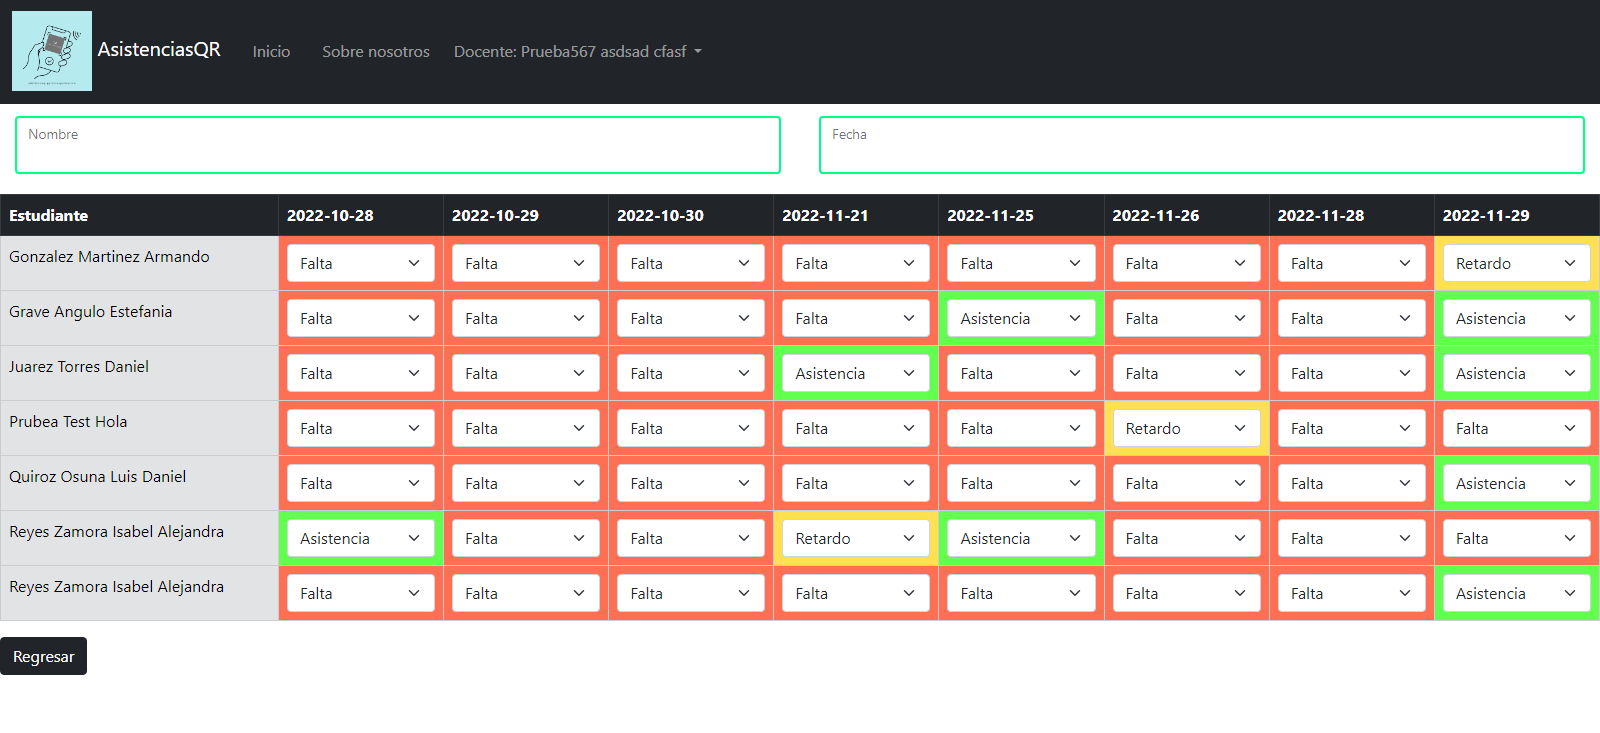 AsistenciasQR Inicio Sobre nosotros Docente: Prueba567 asdsad cfasf
Nombre Fecha
Estudiante 2022-10-28 2022-10-29 2022-10-30 2022-11-21 2022-11-25 2022-11-26 2022-11-28 2022-11-29
Gonzalez Martinez Armando Falta Falta Falta Falta Falta Falta Falta Retardo
Grave Angulo Estefania Falta Falta Falta Falta Asistencia Falta Falta Asistencia
Juarez Torres Daniel Falta Falta Falta Asistencia Falta Falta Falta Asistencia
Prubea Test Hola Falta Falta Falta Falta Falta Retardo Falta Falta
Quiroz Osuna Luis Daniel Falta Falta Falta Falta Falta Falta Falta Asistencia
Reyes Zamora Isabel Alejandra Asistencia Falta Falta Retardo Asistencia Falta Falta Falta
Reyes Zamora Isabel Alejandra Falta Falta Falta Falta Falta Falta Falta Asistencia
Regresar